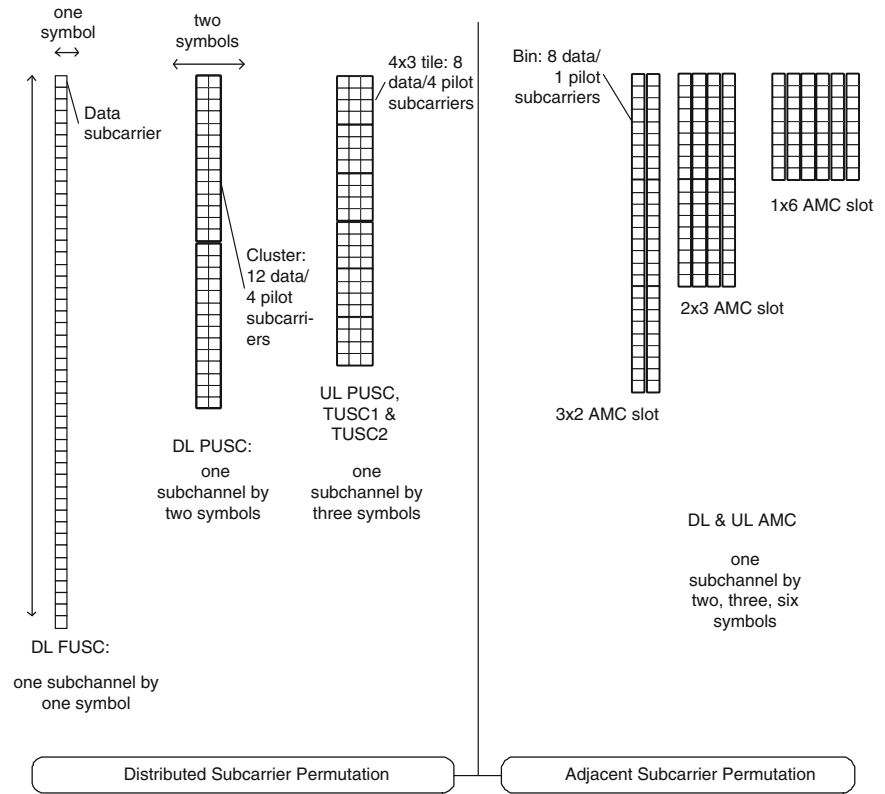 one
symbol
Data
subcarrier
DL FUSC:
one subchannel by
one symbol
two
symbols
Cluster:
12 data/
4 pilot
subcarri-
ers
DL PUSC:
one
subchannel by
two symbols
4x3 tile: 8
data/4 pilot
subcarriers
UL PUSC,
TUSC1 &
TUSC2
one
subchannel by
three symbols
Bin: 8 data/
1 pilot
subcarriers
3x2 AMC slot
2x3 AMC slot
1x6 AMC slot
DL & UL AMC
one
subchannel by
two, three, six
symbols
Distributed Subcarrier Permutation
Adjacent Subcarrier Permutation